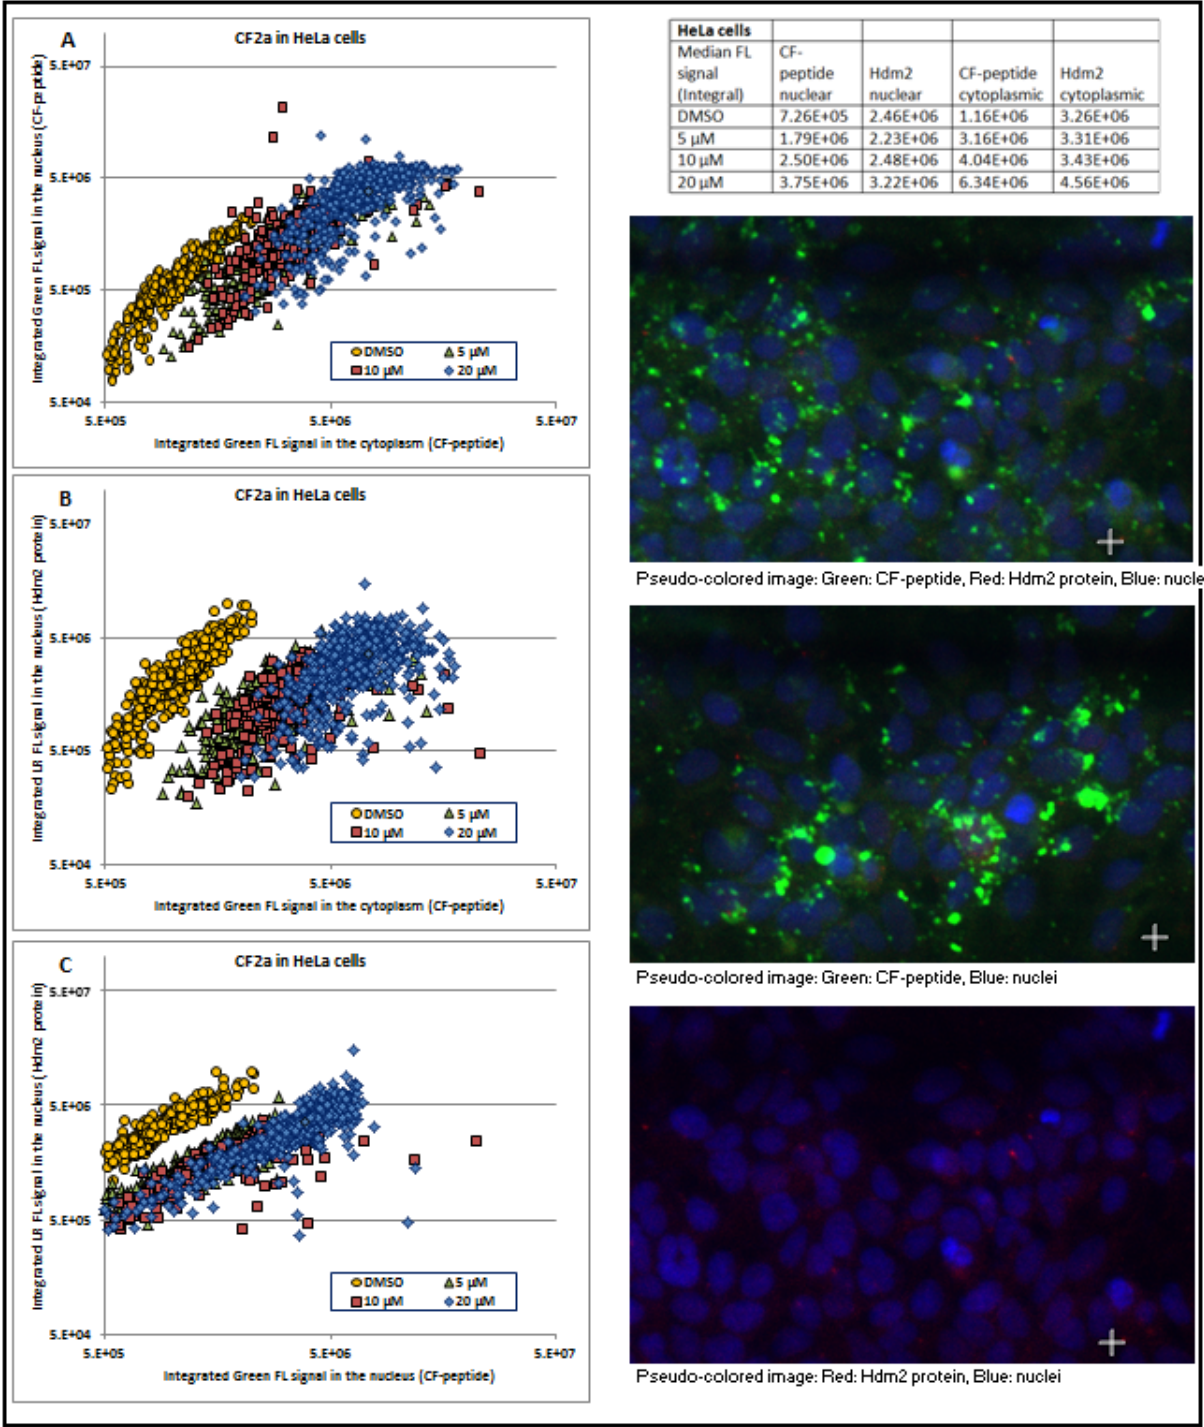 A
CF2a in HeLa cells
Integrated Green FL signal in the nucleus (CF-peptide)
5.E+07
5.E+06
5.E+05
5.E+04
DMSO 5 μM
10 μM 20 μM
5.E+05 5.E+06 5.E+07
Integrated Green FL signal in the cytoplasm (CF-peptide)
B
CF2a in HeLa cells
Integrated LR FL signal in the nucleus (Hdm2 protein)
5.E+07
5.E+06
5.E+05
5.E+04
DMSO 5 μM
10 μM 20 μM
5.E+05 5.E+06 5.E+07
Integrated Green FL signal in the cytoplasm (CF-peptide)
C
CF2a in HeLa cells
Integrated LR FL signal in the nucleus (Hdm2 protein)
5.E+07
5.E+06
5.E+05
5.E+04
DMSO 5 μM
10 μM 20 μM
5.E+05 5.E+06 5.E+07
Integrated Green FL signal in the nucleus (CF-peptide)
HeLa cells
Median FL CF-
signal peptide Hdm2 CF-peptide Hdm2
(Integral) nuclear nuclear cytoplasmic cytoplasmic
DMSO 7.26E+05 2.46E+06 1.16E+06 3.26E+06
5 μM 1.79E+06 2.23E+06 3.16E+06 3.31E+06
10 μM 2.50E+06 2.48E+06 4.04E+06 3.43E+06
20 μM 3.75E+06 3.22E+06 6.34E+06 4.56E+06
Pseudo-colored image: Green: CF-peptide, Red: Hdm2 protein, Blue: nucle
Pseudo-colored image: Green: CF-peptide, Blue: nuclei
Pseudo-colored image: Red: Hdm2 protein, Blue: nuclei